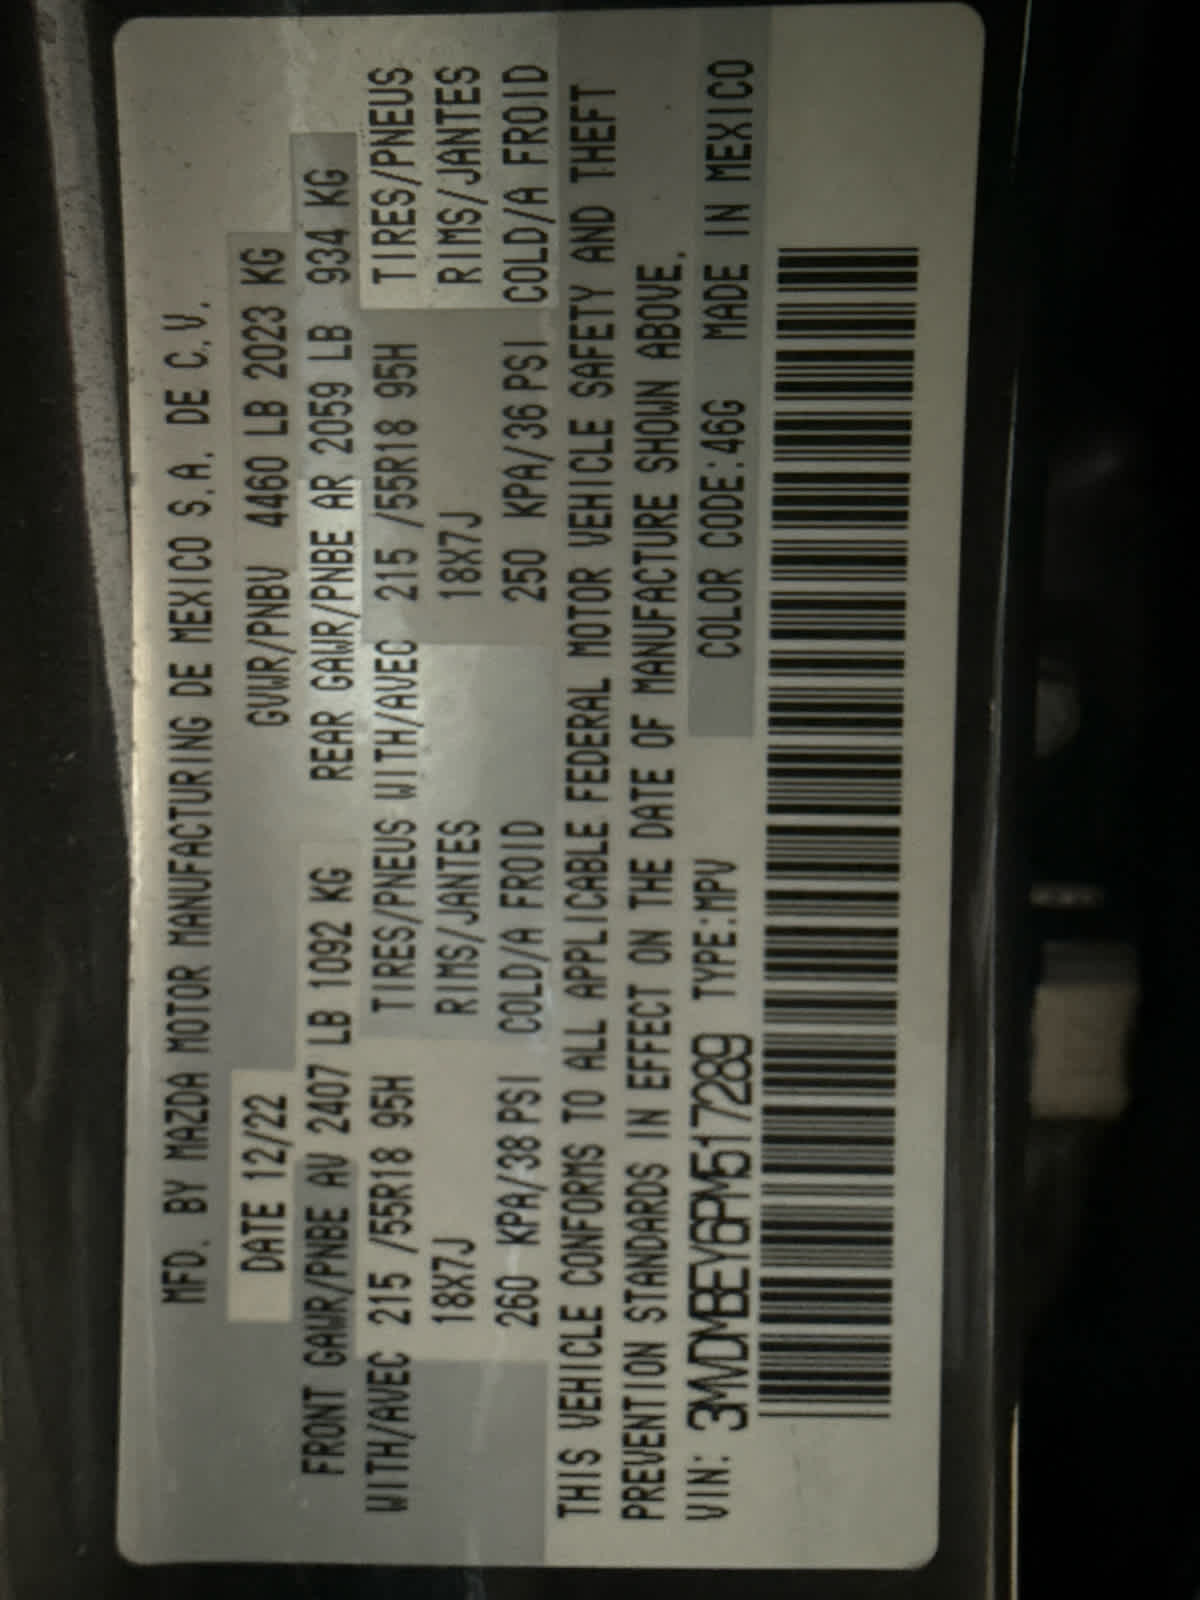 MFD. BY MAZDA MOTOR MANUFACTURING DE MEXICO S.A. DE C.V.
DATE 12/22 GVWR/PNBV 4460 LB 2023 KG
FRONT GAWR/PNBE AV 2407 LB 1092 KG REAR GAWR/PNBE AR 2059 LB 934 KG
WITH/AVEC 215 /55R18 95H TIRES/PNEUS WITH/AVEC 215 /55R18 95H TIRES/PNEUS
18X7J RIMS/JANTES 18X7J RIMS/JANTES
260 KPA/38 PSI COLD/A FROID 250 KPA/36 PSI COLD/A FROID
THIS VEHICLE CONFORMS TO ALL APPLICABLE FEDERAL MOTOR VEHICLE SAFETY AND THEFT
PREVENTION STANDARDS IN EFFECT ON THE DATE OF MANUFACTURE SHOWN ABOVE.
VIN: 3MVDMBEY6PM517289 TYPE:MPV COLOR CODE:46G MADE IN MEXICO